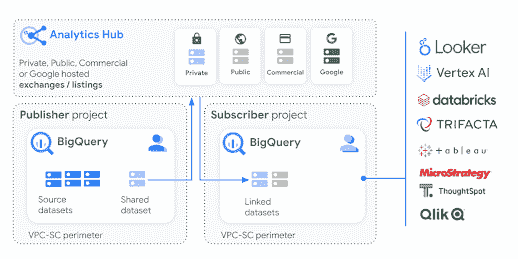 Analytics Hub
Private, Public, Commercial
or Google hosted
exchanges / listings
Private
Public
Commercial
Google
Publisher project
BigQuery
Source
datasets
Shared
dataset
VPC-SC perimeter
Subscriber project
BigQuery
Linked
datasets
VPC-SC perimeter
Looker
Vertex AI
databricks
TRIFACTA
+ableau
MicroStrategy
T. ThoughtSpot
Qlik